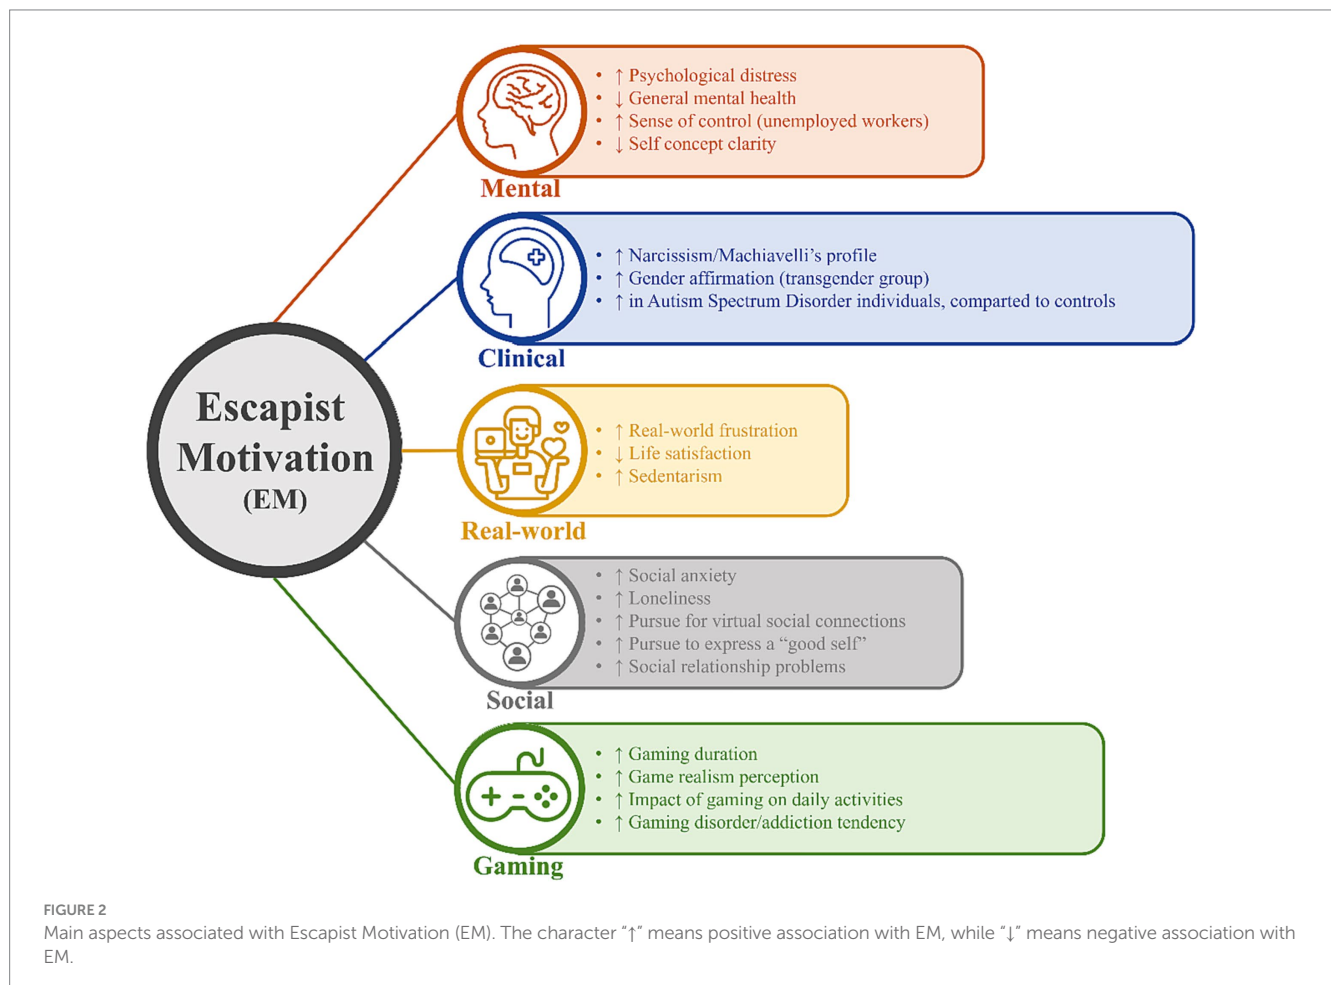 Escapist
Motivation
(EM)
• ↑ Psychological distress
• ↓ General mental health
• ↑ Sense of control (unemployed workers)
• ↓ Self concept clarity
Mental
• ↑ Narcissism/Machiavelli's profile
• ↑ Gender affirmation (transgender group)
• ↑ in Autism Spectrum Disorder individuals, comparted to controls
Clinical
• ↑ Real-world frustration
• ↓ Life satisfaction
• ↑ Sedentarism
Real-world
• ↑ Social anxiety
• ↑ Loneliness
• ↑ Pursue for virtual social connections
• ↑ Pursue to express a “good self”
• ↑ Social relationship problems
Social
• ↑ Gaming duration
• ↑ Game realism perception
• ↑ Impact of gaming on daily activities
• ↑ Gaming disorder/addiction tendency
Gaming
FIGURE 2
Main aspects associated with Escapist Motivation (EM). The character “↑” means positive association with EM, while “↓” means negative association with
EM.